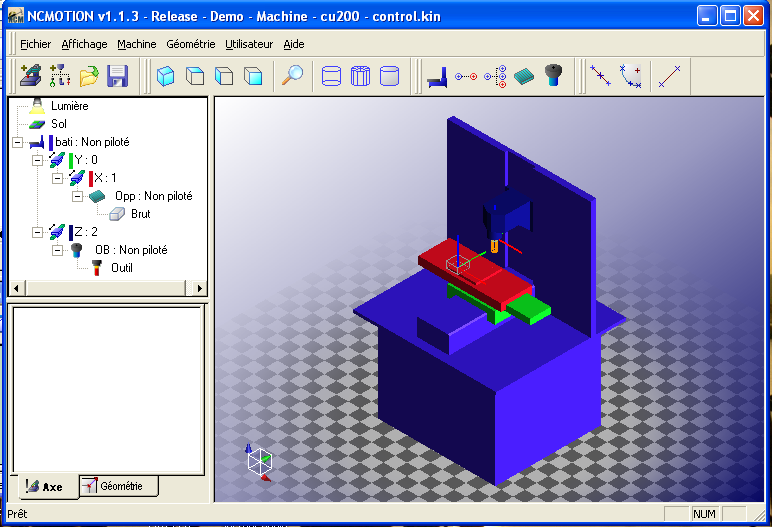 NCMOTION v1.1.3 - Release - Demo - Machine - cu200 - control.kin
Fichier Affichage Machine Géométrie Utilisateur Aide
Lumière
Sol
bati : Non piloté
Y : 0
X : 1
Opp : Non piloté
Brut
Z : 2
OB : Non piloté
Outil
Axe Géométrie
Prêt NUM